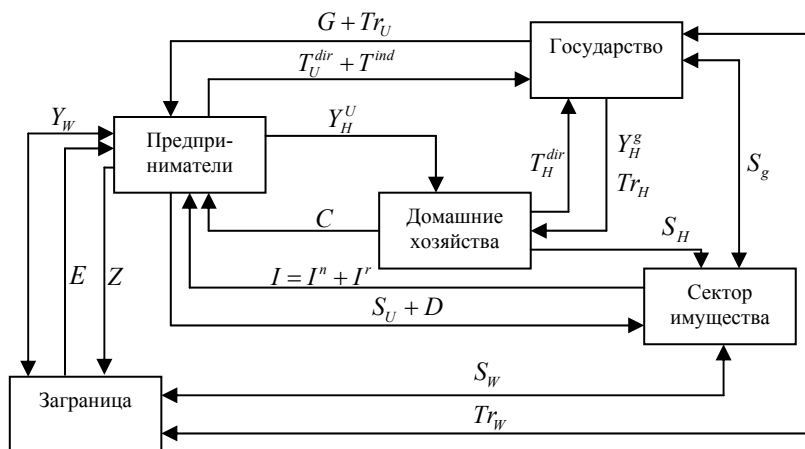 G + Tr_U
Государство
T_U^{dir} + T^{ind}
Y_W
Предпри-
ниматели
Y_H^U
T_H^{dir}
Y_H^g
Tr_H
S_g
C
Домашние
хозяйства
S_H
E
Z
I = I^n + I^r
Сектор
имущества
S_U + D
Заграница
S_W
Tr_W